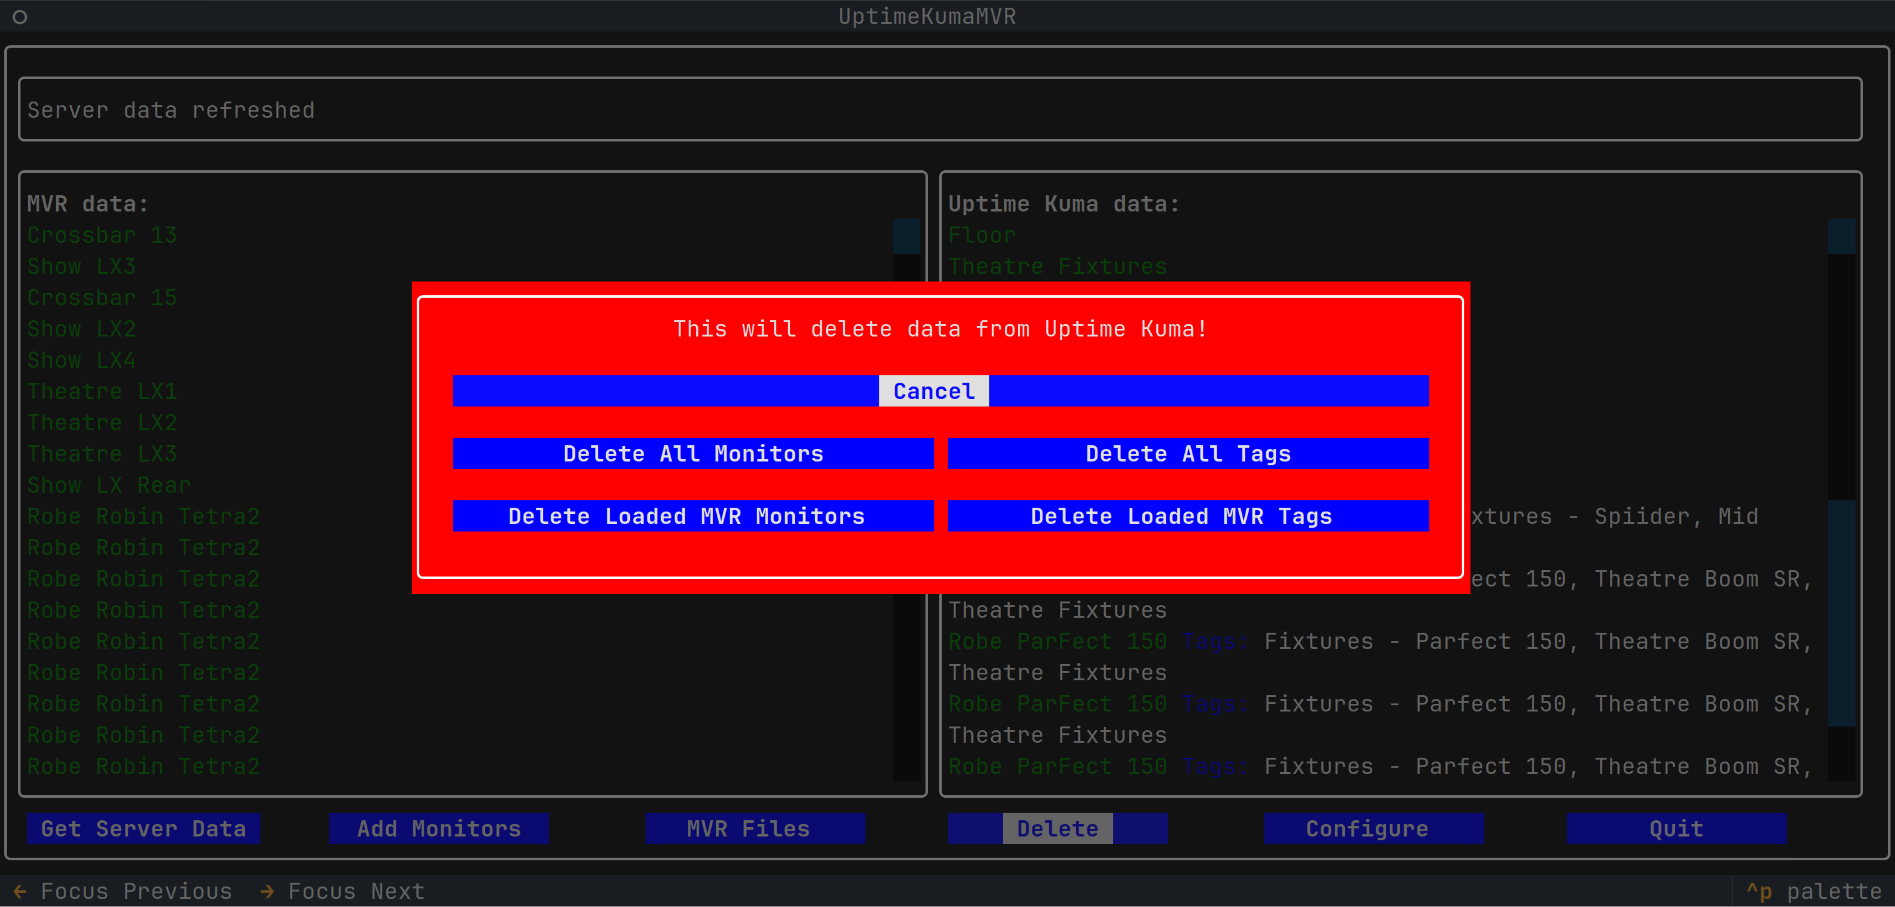 UptimeKumaMVR
Server data refreshed
MVR data:
Crossbar 13
Show LX3
Crossbar 15
Show LX2
Show LX4
Theatre LX1
Theatre LX2
Theatre LX3
Show LX Rear
Robe Robin Tetra2
Robe Robin Tetra2
Robe Robin Tetra2
Robe Robin Tetra2
Robe Robin Tetra2
Robe Robin Tetra2
Robe Robin Tetra2
Robe Robin Tetra2
Robe Robin Tetra2
Uptime Kuma data:
Floor
Theatre Fixtures
xtures - Spiider, Mid
ect 150, Theatre Boom SR,
Theatre Fixtures
Robe ParFect 150 Tags: Fixtures - Parfect 150, Theatre Boom SR,
Theatre Fixtures
Robe ParFect 150 Tags: Fixtures - Parfect 150, Theatre Boom SR,
Theatre Fixtures
Robe ParFect 150 Tags: Fixtures - Parfect 150, Theatre Boom SR,
This will delete data from Uptime Kuma!
Cancel
Delete All Monitors Delete All Tags
Delete Loaded MVR Monitors Delete Loaded MVR Tags
Get Server Data Add Monitors MVR Files Delete Configure Quit
← Focus Previous → Focus Next ^p palette